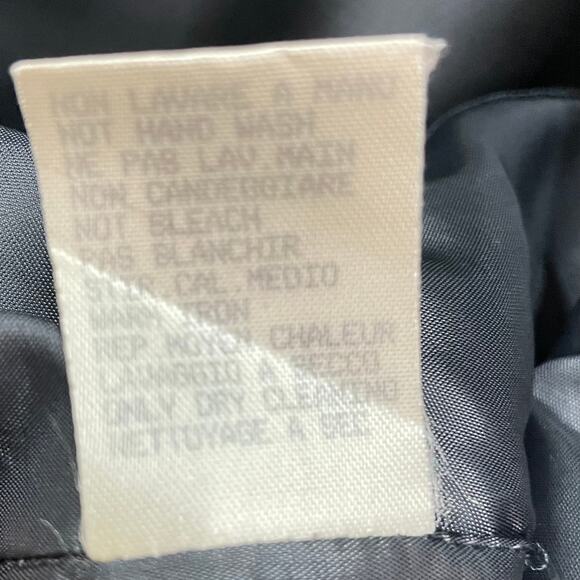 NON LAVARE A MANO
NOT HAND WASH
NE PAS LAV.MAIN
NON CANDEGGIARE
NOT BLEACH
PAS BLANCHIR
STIR.CAL.MEDIO
WARM IRON
REP MOYEN CHALEUR
LAVAGGIO A SECCO
ONLY DRY CLEANING
NETTOYAGE A SEC